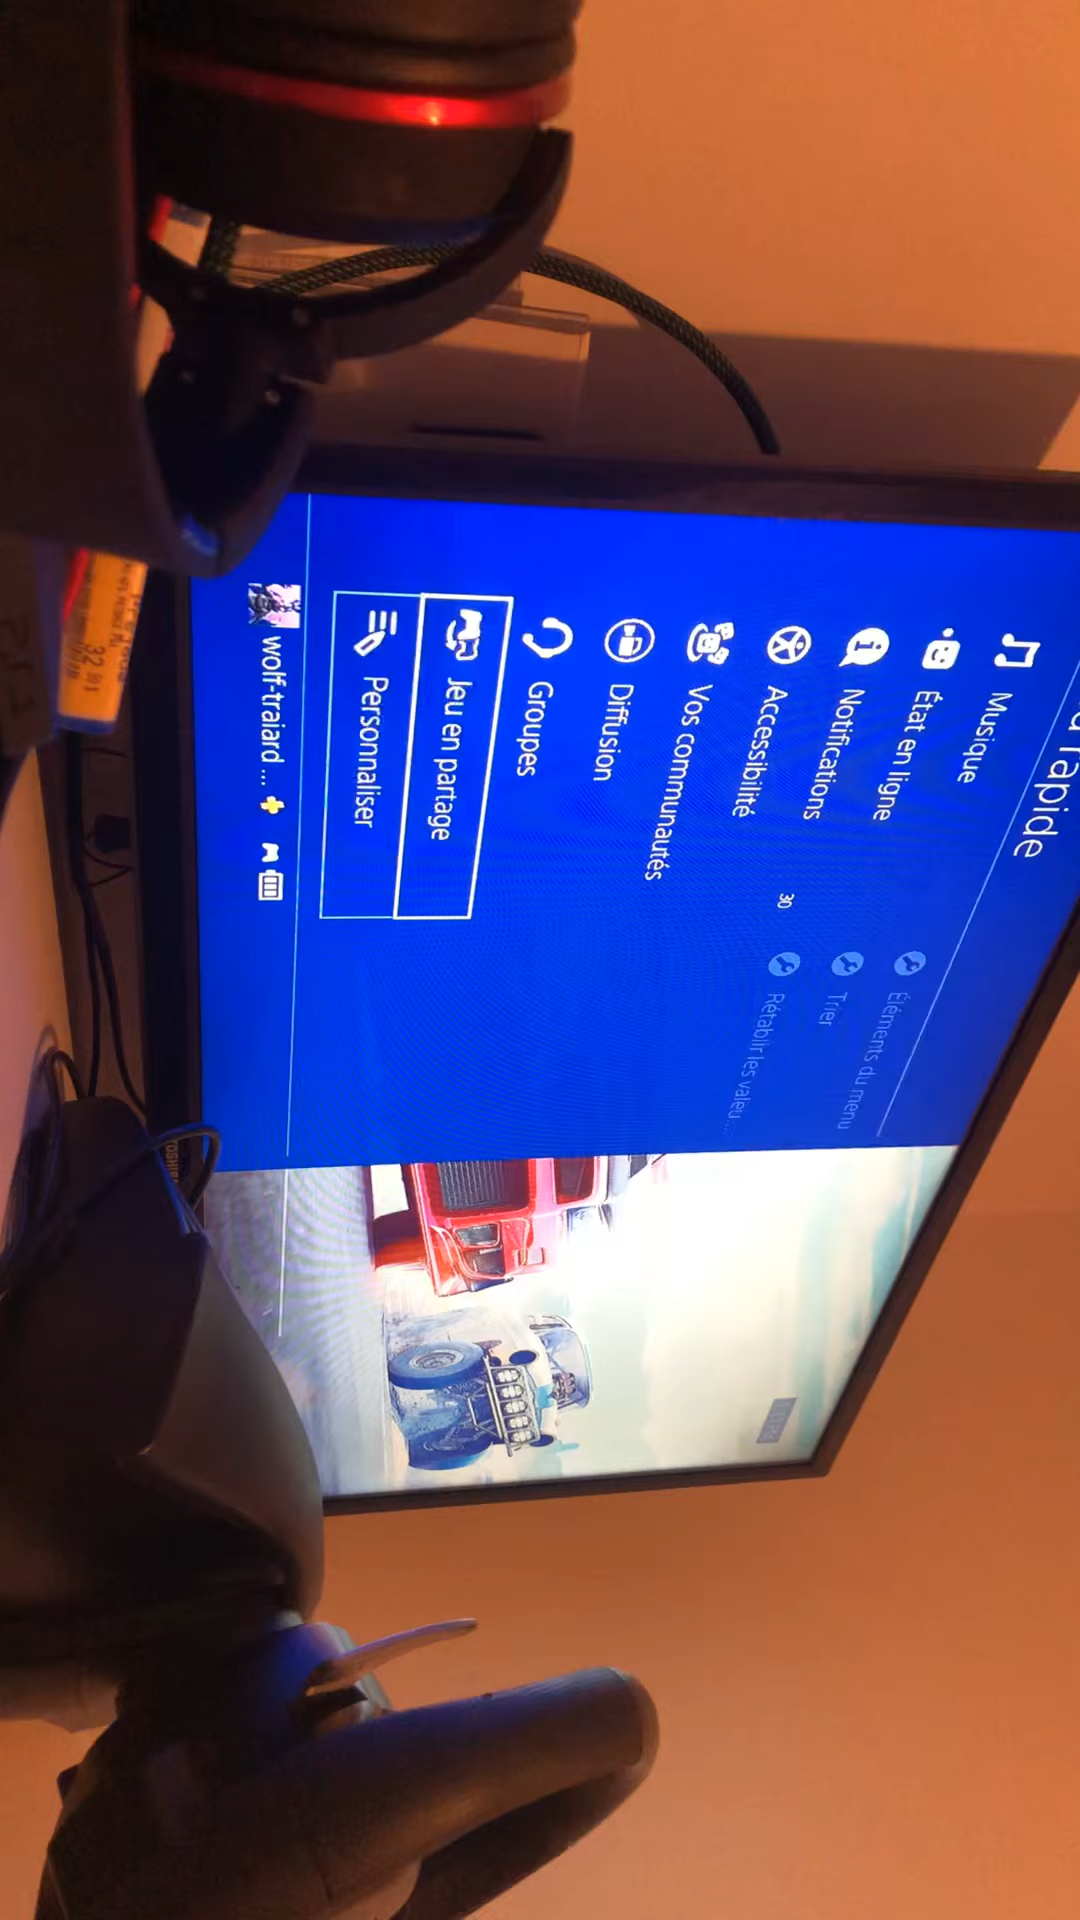 rapide
Musique
État en ligne
Notifications
Accessibilité
Vos communautés
30
Diffusion
Groupes
Jeu en partage
Personnaliser
Éléments du menu
Trier
Rétablir les valeu...
wolf-traiard ...
TOSHIBA